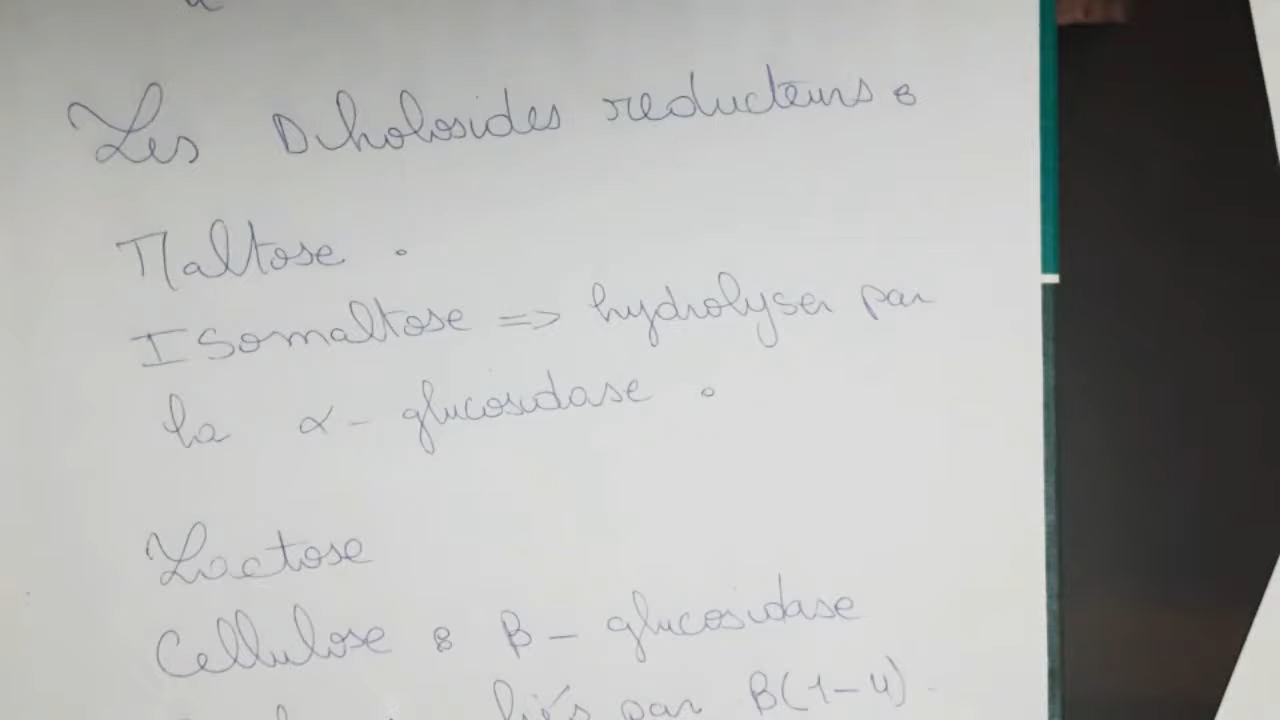 Les Diholosides reducteurs :
Maltose .
Isomaltose => hydrolyser par
la α - glucosidase .
Lactose
Cellulose : β - glucosidase
liés par β(1-4).